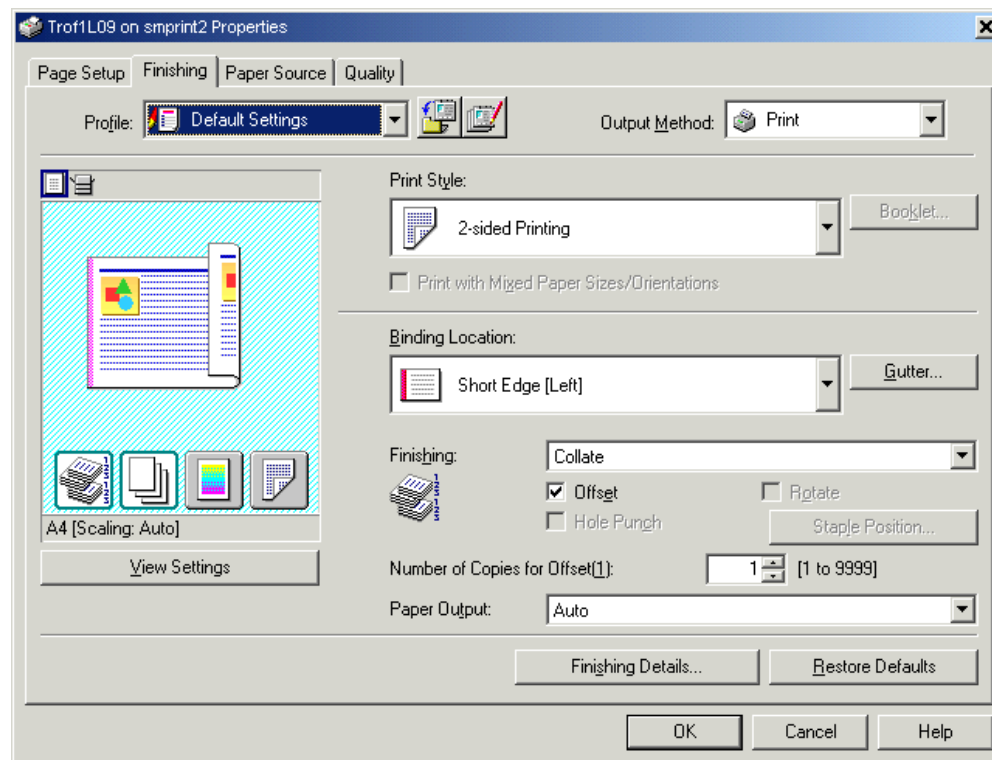 Trof1L09 on smprint2 Properties
Page Setup Finishing Paper Source Quality
Profile: Default Settings Output Method: Print
Print Style:
2-sided Printing Booklet...
Print with Mixed Paper Sizes/Orientations
Binding Location:
Short Edge [Left] Gutter...
Finishing: Collate
Offset Rotate
Hole Punch Staple Position...
A4 [Scaling: Auto]
View Settings
Number of Copies for Offset(1): 1 [1 to 9999]
Paper Output: Auto
Finishing Details... Restore Defaults
OK Cancel Help